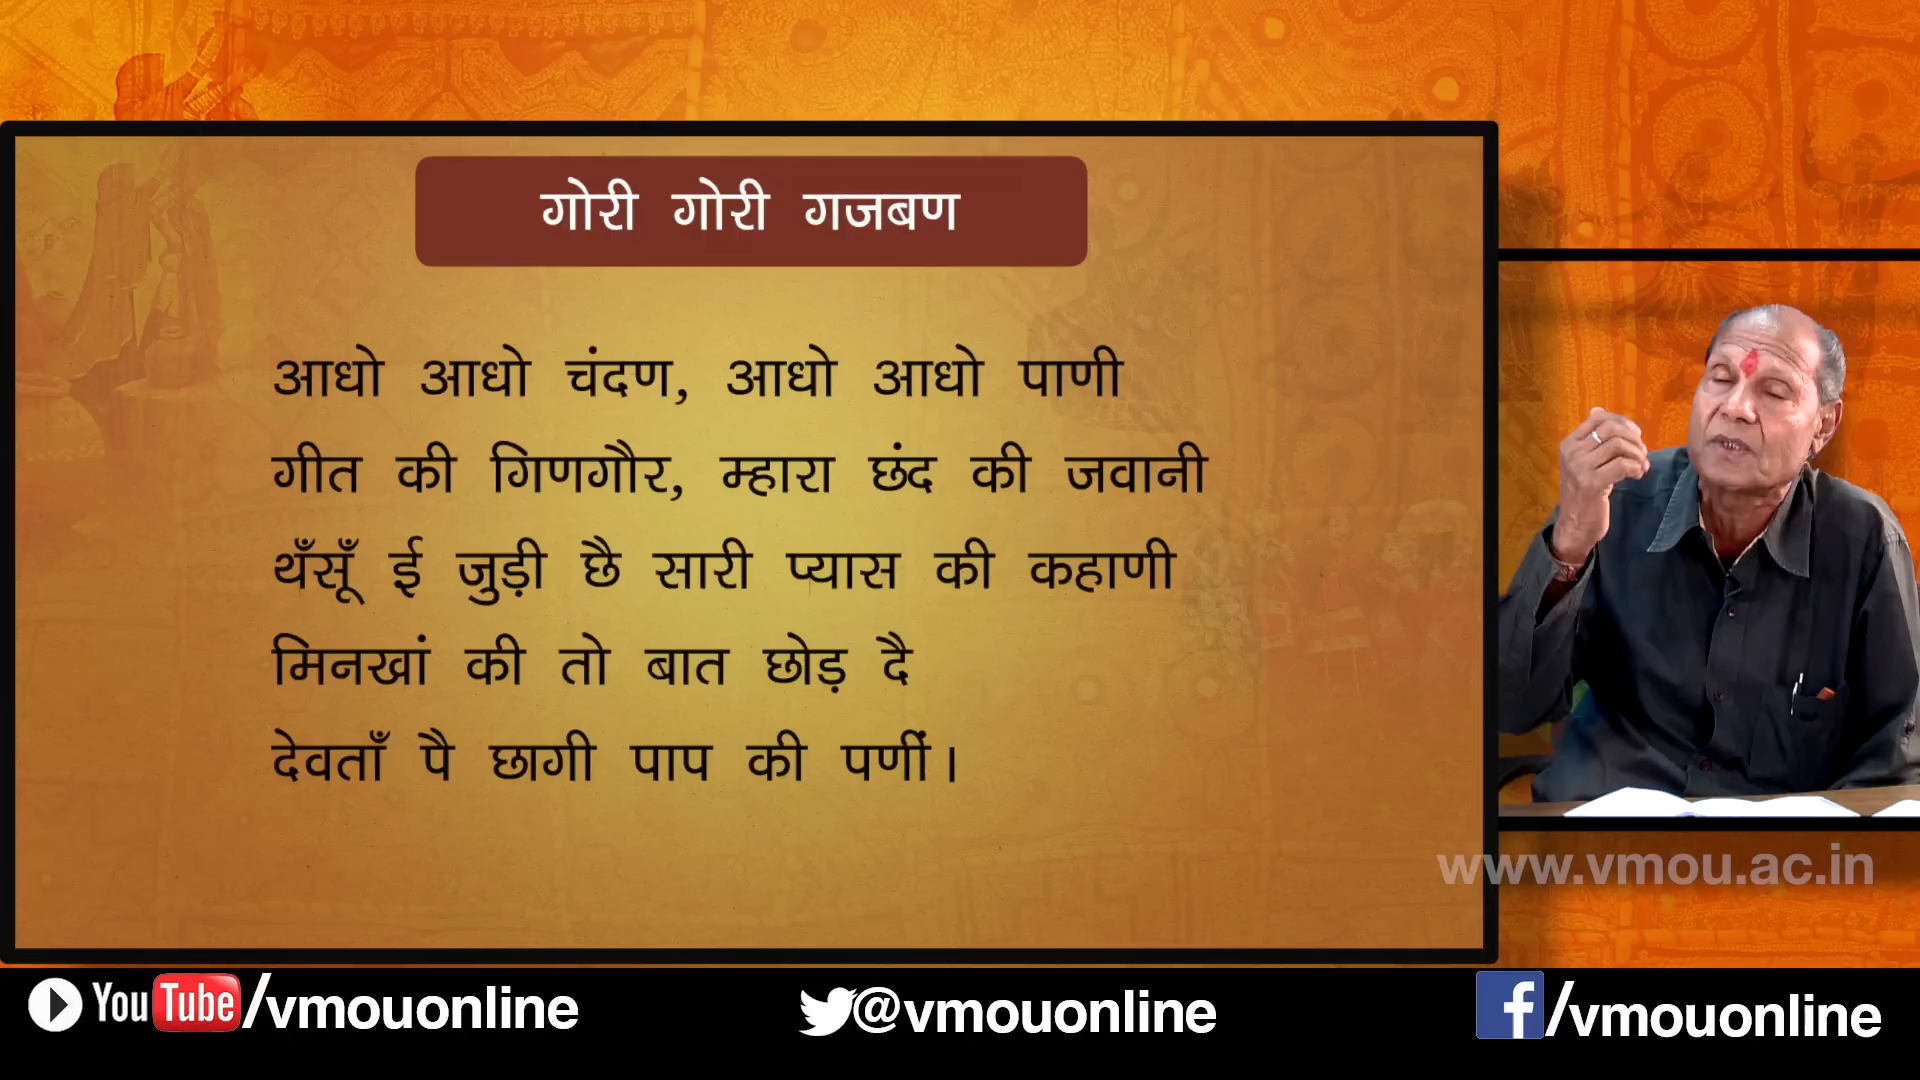 गोरी गोरी गजबण
आधो आधो चंदण, आधो आधो पाणी
गीत की गिणगौर, म्हारा छंद की जवानी
थँसूँ ई जुड़ी छै सारी प्यास की कहाणी
मिनखां की तो बात छोड़ दै
देवताँ पै छागी पाप की पणीं।
www.vmou.ac.in
YouTube/vmouonline
@vmouonline
f/vmouonline